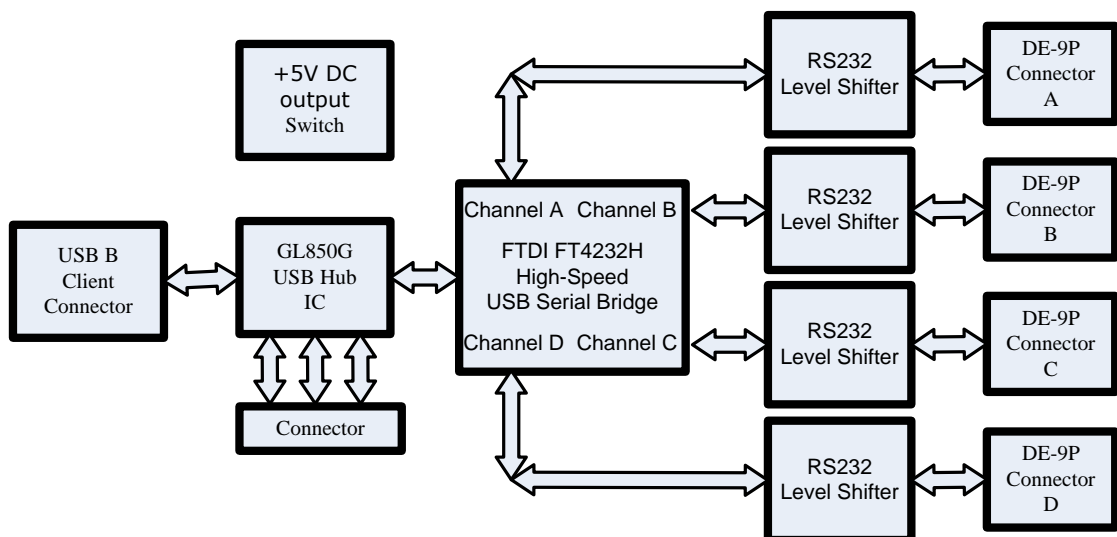 +5V DC
output
Switch
USB B
Client
Connector
GL850G
USB Hub
IC
Connector
Channel A Channel B
FTDI FT4232H
High-Speed
USB Serial Bridge
Channel D Channel C
RS232
Level Shifter
DE-9P
Connector
A
RS232
Level Shifter
DE-9P
Connector
B
RS232
Level Shifter
DE-9P
Connector
C
RS232
Level Shifter
DE-9P
Connector
D